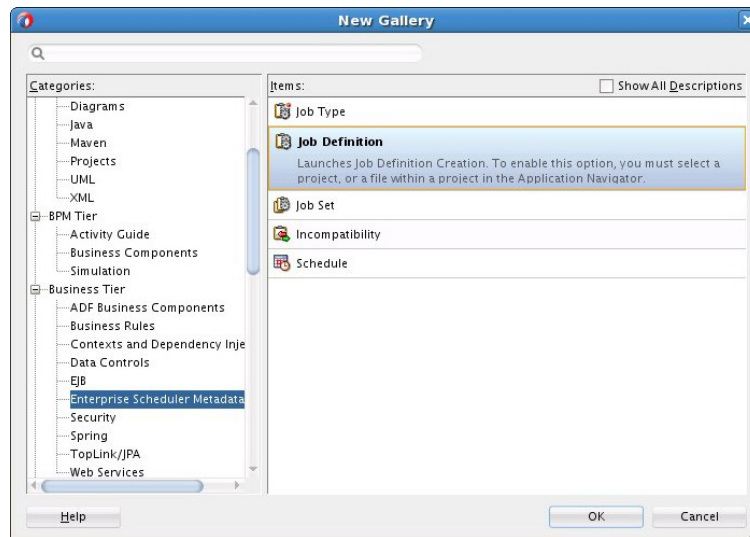 New Gallery
Categories:
Diagrams
Java
Maven
Projects
UML
XML
BPM Tier
Activity Guide
Business Components
Simulation
Business Tier
ADF Business Components
Business Rules
Contexts and Dependency Inje
Data Controls
EJB
Enterprise Scheduler Metadata
Security
Spring
TopLink/JPA
Web Services
Items:
Show All Descriptions
Job Type
Job Definition
Launches Job Definition Creation. To enable this option, you must select a
project, or a file within a project in the Application Navigator.
Job Set
Incompatibility
Schedule
Help
OK
Cancel